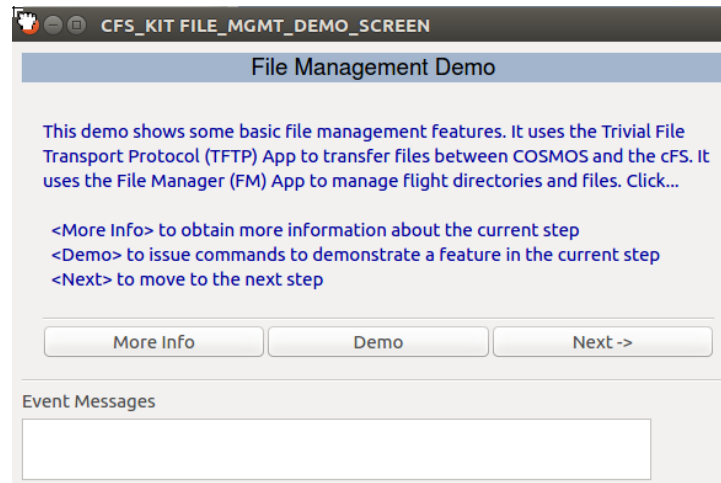 CFS_KIT FILE_MGMT_DEMO_SCREEN
File Management Demo
This demo shows some basic file management features. It uses the Trivial File
Transport Protocol (TFTP) App to transfer files between COSMOS and the cFS. It
uses the File Manager (FM) App to manage flight directories and files. Click...
<More Info> to obtain more information about the current step
<Demo> to issue commands to demonstrate a feature in the current step
<Next> to move to the next step
More Info Demo Next ->
Event Messages